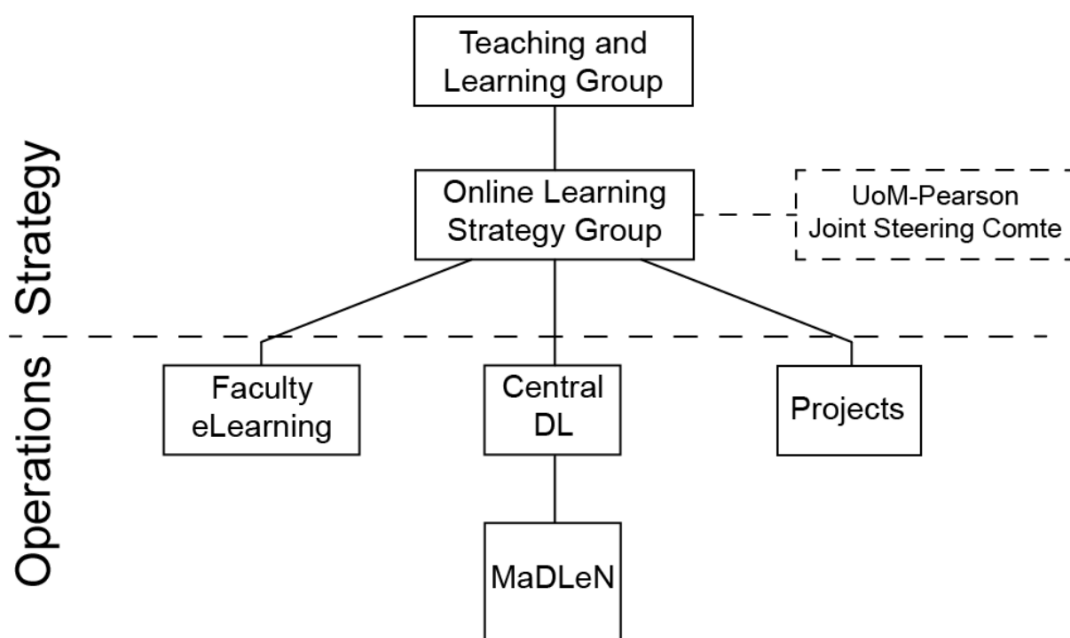 Teaching and
Learning Group
Strategy
Online Learning
Strategy Group
UoM-Pearson
Joint Steering Comte
Operations
Faculty
eLearning
Central
DL
Projects
MaDLeN